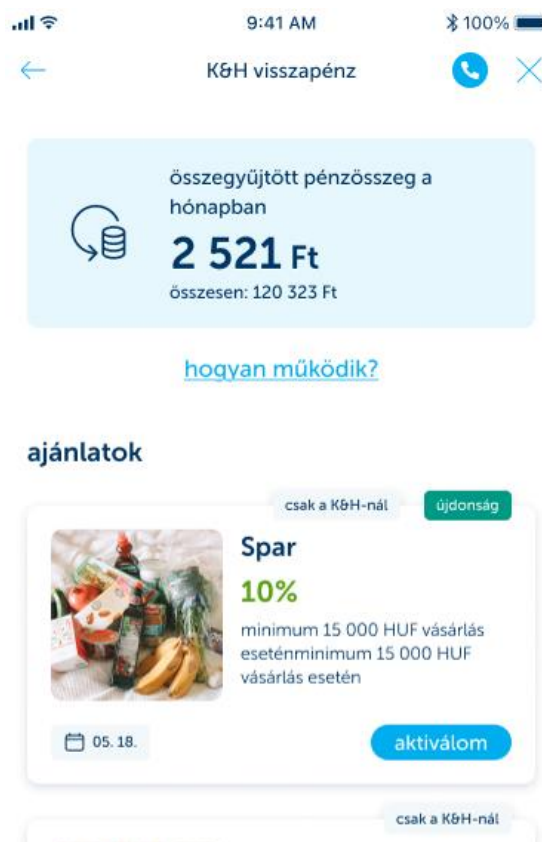 9:41 AM
100%
K&H visszapénz
összegyűjtött pénzösszeg a
hónapban
2 521 Ft
összesen: 120 323 Ft
hogyan működik?
ajánlatok
csak a K&H-nál
újdonság
Spar
10%
minimum 15 000 HUF vásárlás
eseténminimum 15 000 HUF
vásárlás esetén
05. 18.
aktiválom
csak a K&H-nál